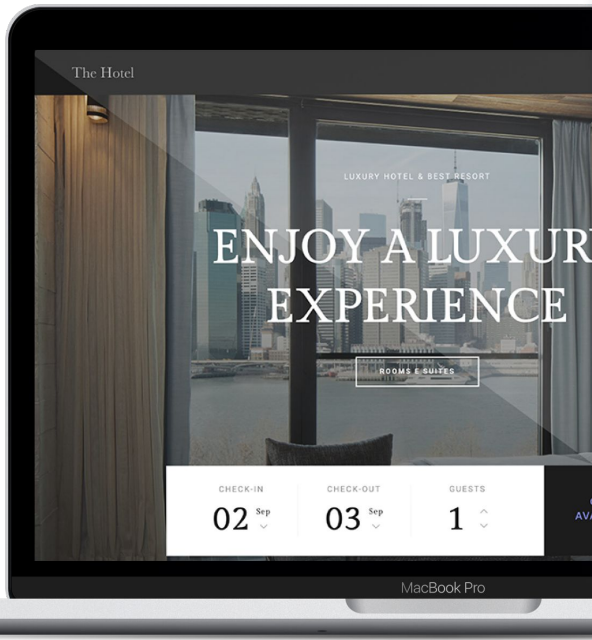 The Hotel
LUXURY HOTEL & BEST RESORT
ENJOY A LUXUR
EXPERIENCE
ROOMS E SUITES
CHECK-IN
CHECK-OUT
GUESTS
02 Sep
03 Sep
1
MacBook Pro